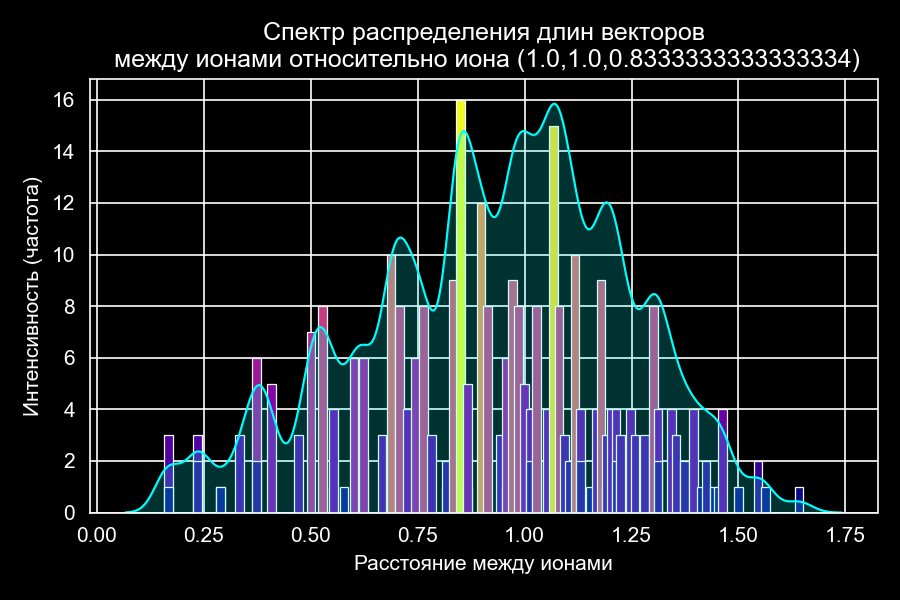 Спектр распределения длин векторов
между ионами относительно иона (1.0,1.0,0.8333333333333334)
Интенсивность (частота)
16
14
12
10
8
6
4
2
0
0.00 0.25 0.50 0.75 1.00 1.25 1.50 1.75
Расстояние между ионами